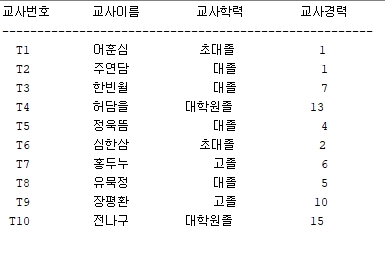 교사번호 교사이름 교사학력 교사경력
------------------------------------------------------
T1 어훈심 초대졸 1
T2 주연담 대졸 1
T3 한빈월 대졸 7
T4 허담을 대학원졸 13
T5 정욱뜸 대졸 4
T6 심한삼 초대졸 2
T7 홍두누 고졸 6
T8 유묵정 대졸 5
T9 장평환 고졸 10
T10 전나구 대학원졸 15